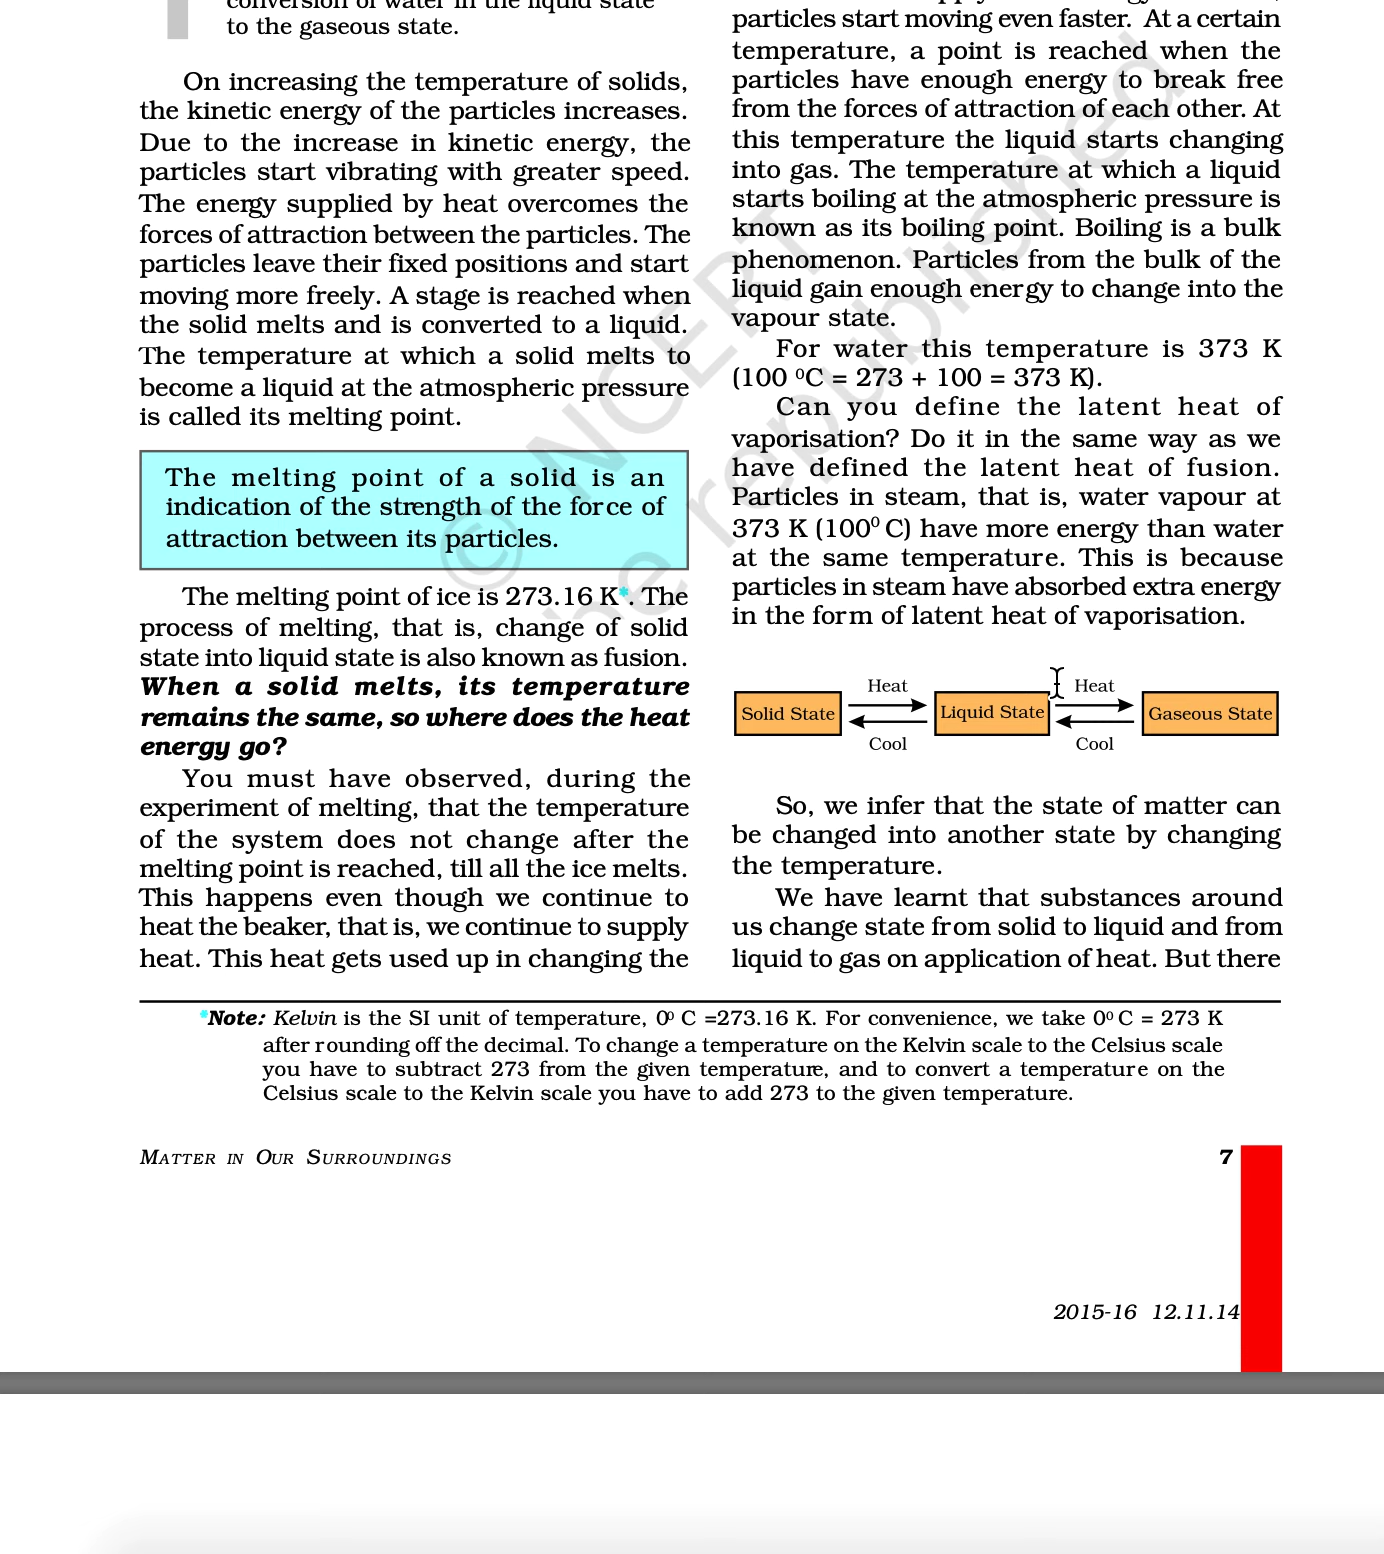 to the gaseous state.
On increasing the temperature of solids,
the kinetic energy of the particles increases.
Due to the increase in kinetic energy, the
particles start vibrating with greater speed.
The energy supplied by heat overcomes the
forces of attraction between the particles. The
particles leave their fixed positions and start
moving more freely. A stage is reached when
the solid melts and is converted to a liquid.
The temperature at which a solid melts to
become a liquid at the atmospheric pressure
is called its melting point.
The melting point of a solid is an
indication of the strength of the force of
attraction between its particles.
The melting point of ice is 273.16 K*. The
process of melting, that is, change of solid
state into liquid state is also known as fusion.
When a solid melts, its temperature
remains the same, so where does the heat
energy go?
You must have observed, during the
experiment of melting, that the temperature
of the system does not change after the
melting point is reached, till all the ice melts.
This happens even though we continue to
heat the beaker, that is, we continue to supply
heat. This heat gets used up in changing the
particles start moving even faster. At a certain
temperature, a point is reached when the
particles have enough energy to break free
from the forces of attraction of each other. At
this temperature the liquid starts changing
into gas. The temperature at which a liquid
starts boiling at the atmospheric pressure is
known as its boiling point. Boiling is a bulk
phenomenon. Particles from the bulk of the
liquid gain enough energy to change into the
vapour state.
For water this temperature is 373 K
(100 ⁰C = 273 + 100 = 373 K).
Can you define the latent heat of
vaporisation? Do it in the same way as we
have defined the latent heat of fusion.
Particles in steam, that is, water vapour at
373 K (100⁰ C) have more energy than water
at the same temperature. This is because
particles in steam have absorbed extra energy
in the form of latent heat of vaporisation.
Heat Heat
Solid State Liquid State Gaseous State
Cool Cool
So, we infer that the state of matter can
be changed into another state by changing
the temperature.
We have learnt that substances around
us change state from solid to liquid and from
liquid to gas on application of heat. But there
*Note: Kelvin is the SI unit of temperature, 0⁰ C =273.16 K. For convenience, we take 0⁰ C = 273 K
after rounding off the decimal. To change a temperature on the Kelvin scale to the Celsius scale
you have to subtract 273 from the given temperature, and to convert a temperature on the
Celsius scale to the Kelvin scale you have to add 273 to the given temperature.
MATTER IN OUR SURROUNDINGS 7
2015-16 12.11.14
© NCERT
republished